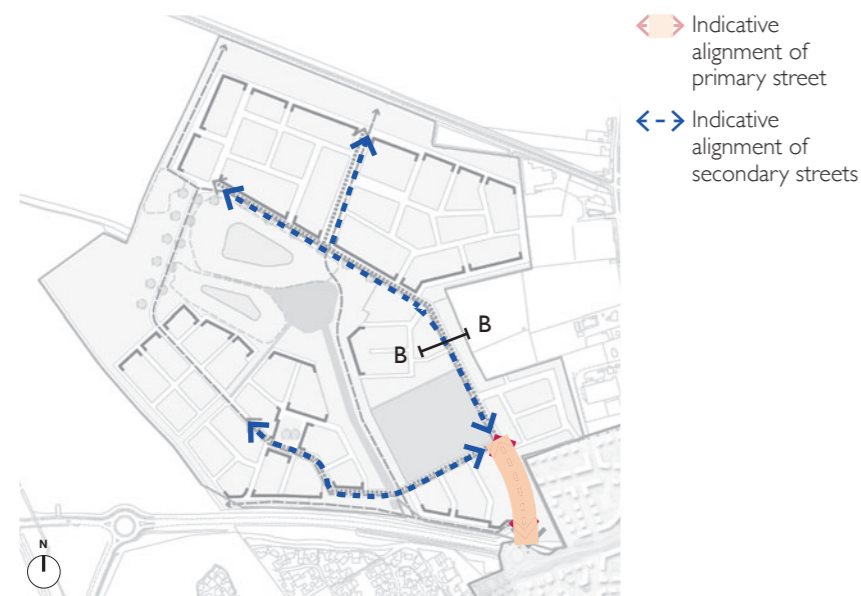 Indicative
alignment of
primary street
Indicative
alignment of
secondary streets
B
B
N